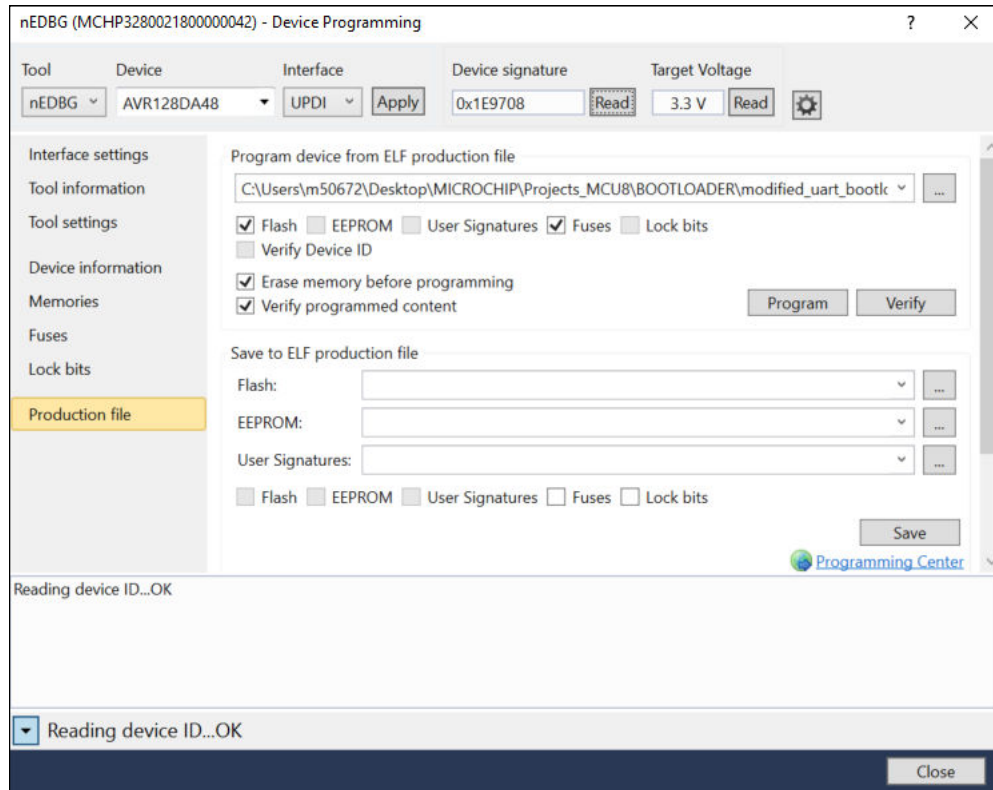 nEDBG (MCHP3280021800000042) - Device Programming ? ×
Tool Device Interface Device signature Target Voltage
nEDBG AVR128DA48 UPDI Apply 0x1E9708 Read 3.3 V Read
Interface settings
Tool information
Tool settings
Device information
Memories
Fuses
Lock bits
Production file
Program device from ELF production file
C:\Users\m50672\Desktop\MICROCHIP\Projects_MCU8\BOOTLOADER\modified_uart_bootlc ...
Flash EEPROM User Signatures Fuses Lock bits
Verify Device ID
Erase memory before programming
Verify programmed content
Program Verify
Save to ELF production file
Flash: ...
EEPROM: ...
User Signatures: ...
Flash EEPROM User Signatures Fuses Lock bits
Save
Programming Center
Reading device ID...OK
Reading device ID...OK
Close